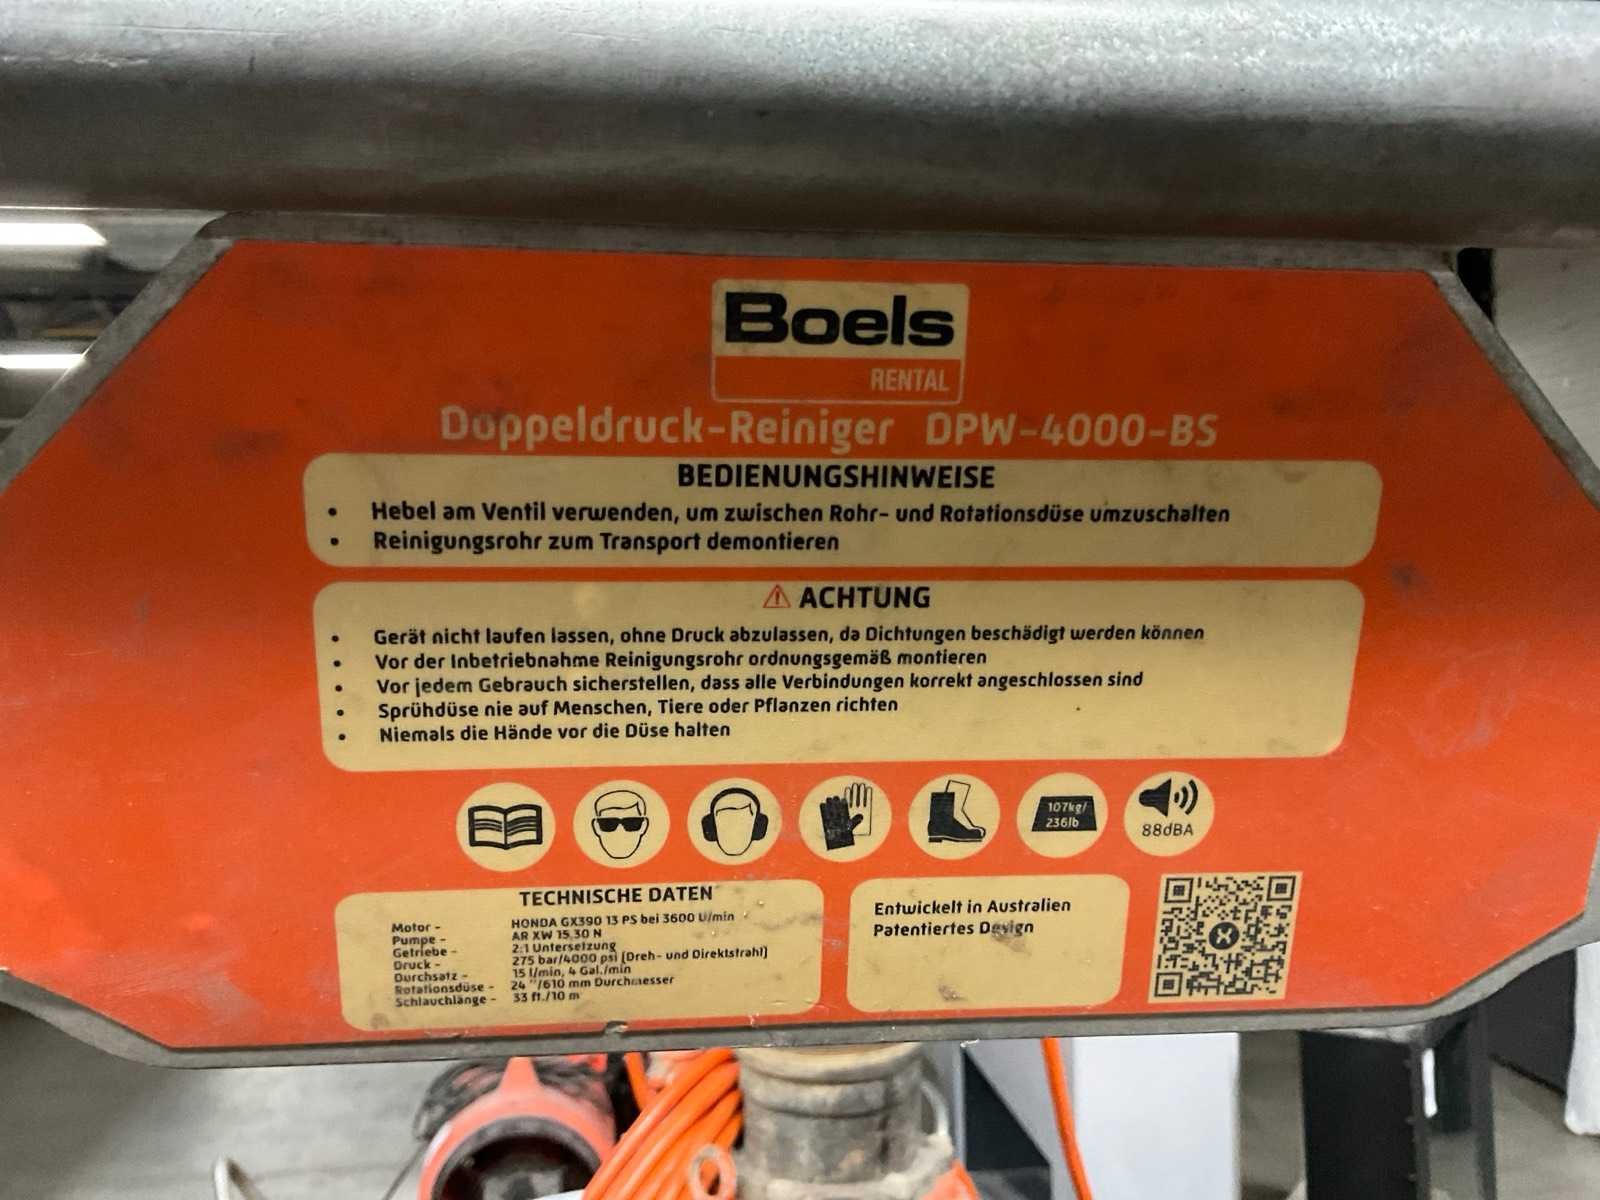 Boels
RENTAL
Doppeldruck-Reiniger DPW-4000-BS
BEDIENUNGSHINWEISE
• Hebel am Ventil verwenden, um zwischen Rohr- und Rotationsdüse umzuschalten
• Reinigungsrohr zum Transport demontieren
ACHTUNG
• Gerät nicht laufen lassen, ohne Druck abzulassen, da Dichtungen beschädigt werden können
• Vor der Inbetriebnahme Reinigungsrohr ordnungsgemäß montieren
• Vor jedem Gebrauch sicherstellen, dass alle Verbindungen korrekt angeschlossen sind
• Sprühdüse nie auf Menschen, Tiere oder Pflanzen richten
• Niemals die Hände vor die Düse halten
107kg/
236lb
88dBA
TECHNISCHE DATEN
Motor - HONDA GX390 13 PS bei 3600 U/min
Pumpe - AR XW 15.30 N
Getriebe - 2:1 Untersetzung
Druck - 275 bar/4000 psi (Dreh- und Direktstrahl)
Durchsatz - 15 l/min, 4 Gal./min
Rotationsdüse - 24 "/610 mm Durchmesser
Schlauchlänge - 33 ft./10 m
Entwickelt in Australien
Patentiertes Design